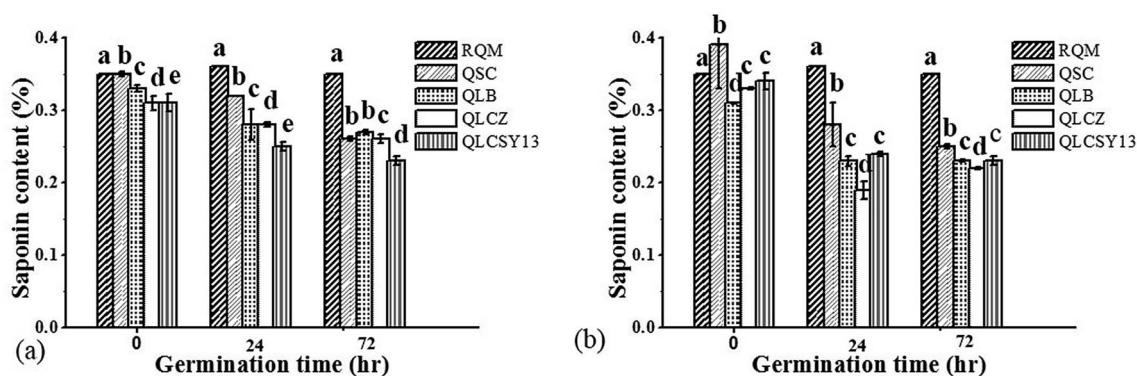 a b c d e a b c d e a b b c d
RQM
QSC
QLB
QLCZ
QLCSY13
0.4
0.3
0.2
0.1
0.0
Saponin content (%)
0 24 72
Germination time (hr)
(a)
a b d c c a b c d c a b c d c
RQM
QSC
QLB
QLCZ
QLCSY13
0.4
0.3
0.2
0.1
0.0
Saponin content (%)
0 24 72
Germination time (hr)
(b)